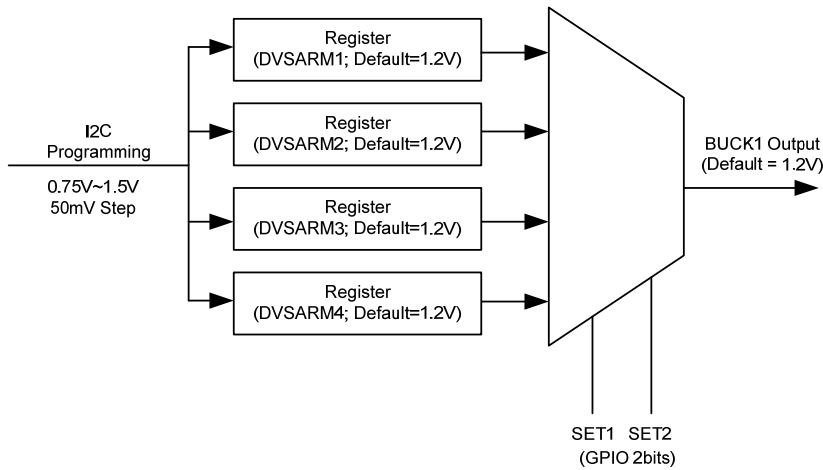 Register
(DVSARM1; Default=1.2V)
Register
(DVSARM2; Default=1.2V)
I2C
Programming
0.75V~1.5V
50mV Step
BUCK1 Output
(Default = 1.2V)
Register
(DVSARM3; Default=1.2V)
Register
(DVSARM4; Default=1.2V)
SET1 SET2
(GPIO 2bits)